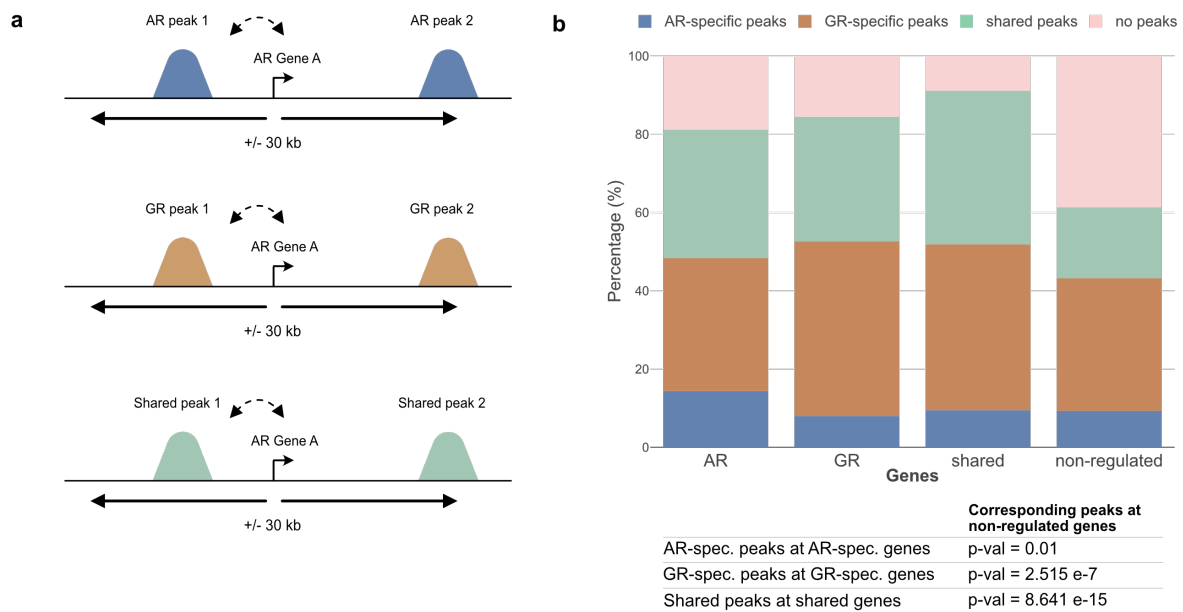 a
AR peak 1
AR peak 2
AR Gene A
+/- 30 kb
GR peak 1
GR peak 2
AR Gene A
+/- 30 kb
Shared peak 1
Shared peak 2
AR Gene A
+/- 30 kb
b
AR-specific peaks
GR-specific peaks
shared peaks
no peaks
Percentage (%)
100
80
60
40
20
0
AR
GR
shared
non-regulated
Genes
Corresponding peaks at
non-regulated genes
AR-spec. peaks at AR-spec. genes p-val = 0.01
GR-spec. peaks at GR-spec. genes p-val = 2.515 e-7
Shared peaks at shared genes p-val = 8.641 e-15